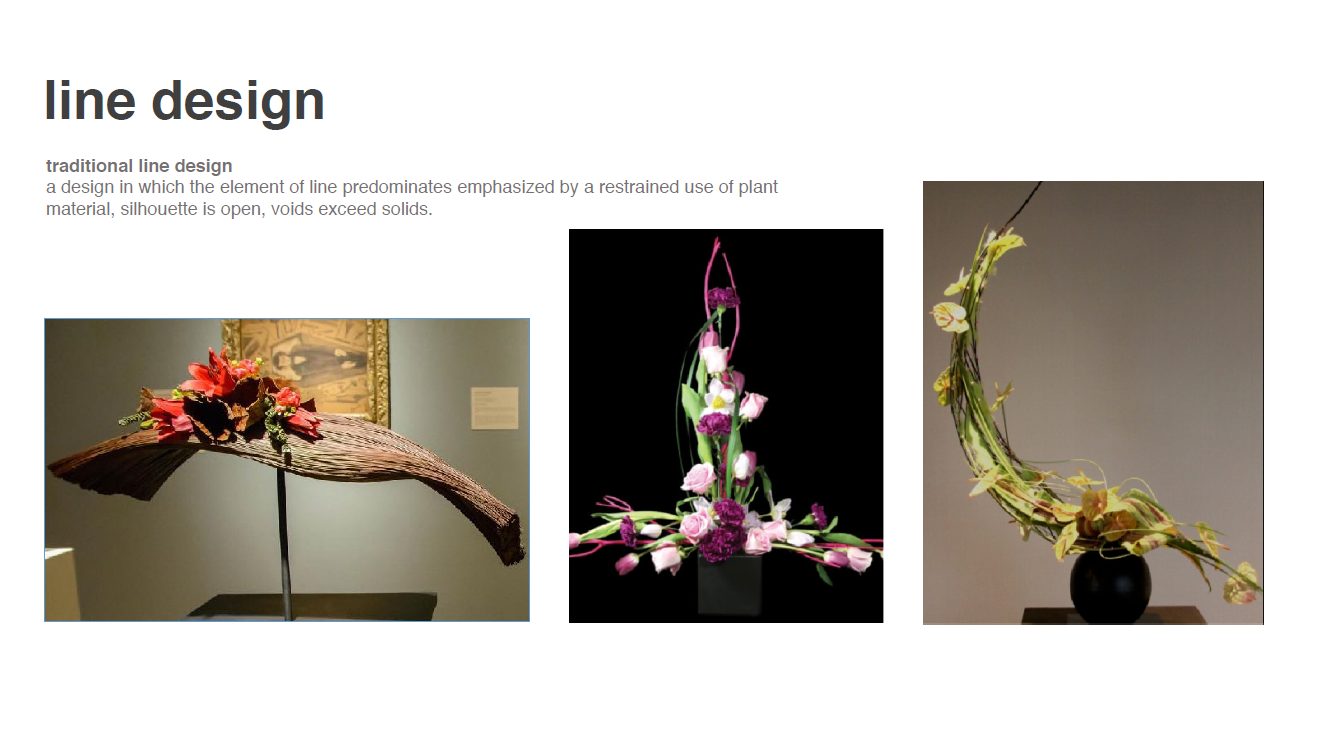 line design
traditional line design
a design in which the element of line predominates emphasized by a restrained use of plant
material, silhouette is open, voids exceed solids.